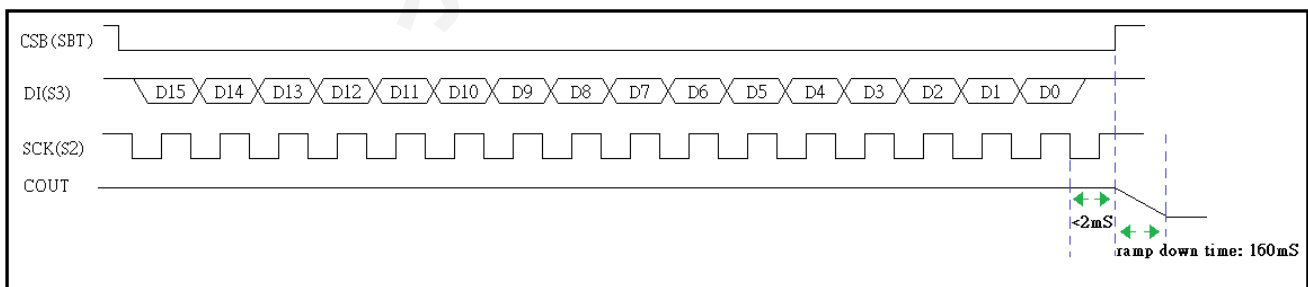 CSB(SBT)
DI(S3) D15 D14 D13 D12 D11 D10 D9 D8 D7 D6 D5 D4 D3 D2 D1 D0
SCK(S2)
COUT
<2mS
ramp down time: 160mS